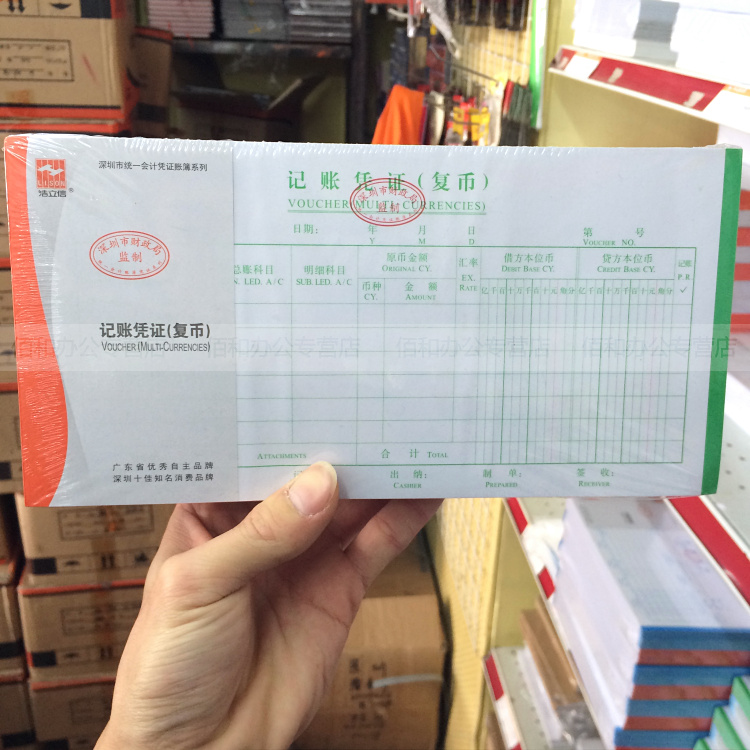 LISON
浩立信®
深圳市统一会计凭证账簿系列
深圳市财政局
监制
记账凭证(复币)
VOUCHER (MULTI-CURRENCIES)
广东省优秀自主品牌
深圳十佳知名消费品牌
记 账 凭 证 (复 币)
VOUCHER (MULTI-CURRENCIES)
深圳市财政局
监制
日期: 年 月 日
Y M D
第 号
VOUCHER NO.
总账科目
N. LED. A/C
明细科目
SUB. LED. A/C
原币金额
ORIGINAL CY.
币种
CY.
金 额
AMOUNT
汇率
EX.
RATE
借方本位币
DEBIT BASE CY.
亿千百十万千百十元角分
贷方本位币
CREDIT BASE CY.
亿千百十万千百十元角分
记账
P. R.
✓
ATTACHMENTS
合 计 TOTAL
出 纳:
CASHIER
制 单:
PREPARED
签 收:
RECEIVER
佰和办公专营店 佰和办公专营店 佰和办公专营店